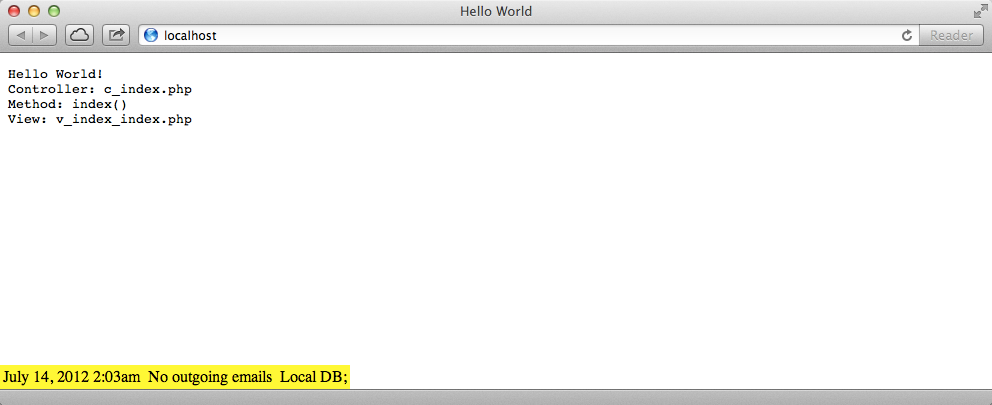 Hello World
localhost
Reader
Hello World!
Controller: c_index.php
Method: index()
View: v_index_index.php
July 14, 2012 2:03am  No outgoing emails  Local DB;